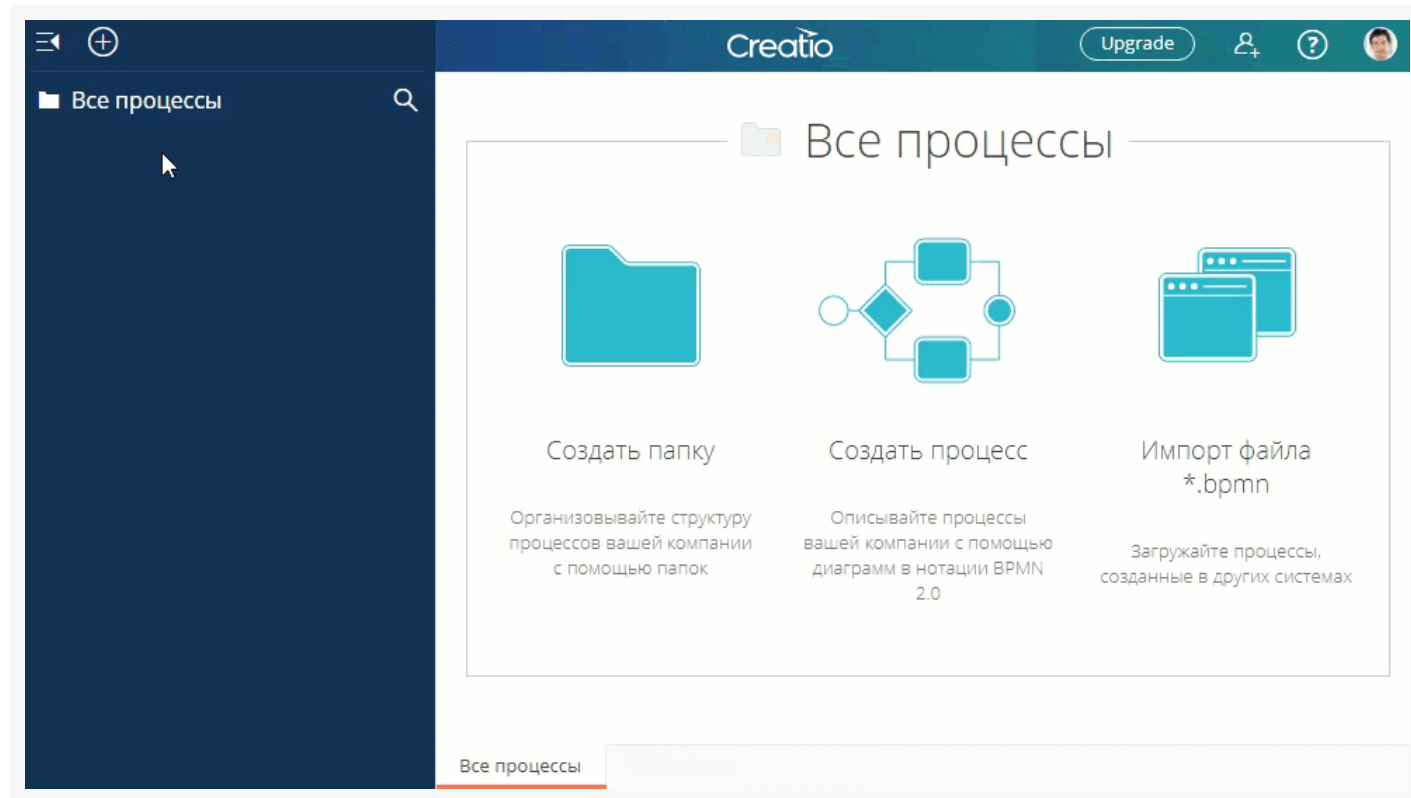 Creatio
Upgrade
Все процессы
Все процессы
Создать папку
Организовывайте структуру
процессов вашей компании
с помощью папок
Создать процесс
Описывайте процессы
вашей компании с помощью
диаграмм в нотации BPMN
2.0
Импорт файла
*.bpmn
Загружайте процессы,
созданные в других системах
Все процессы